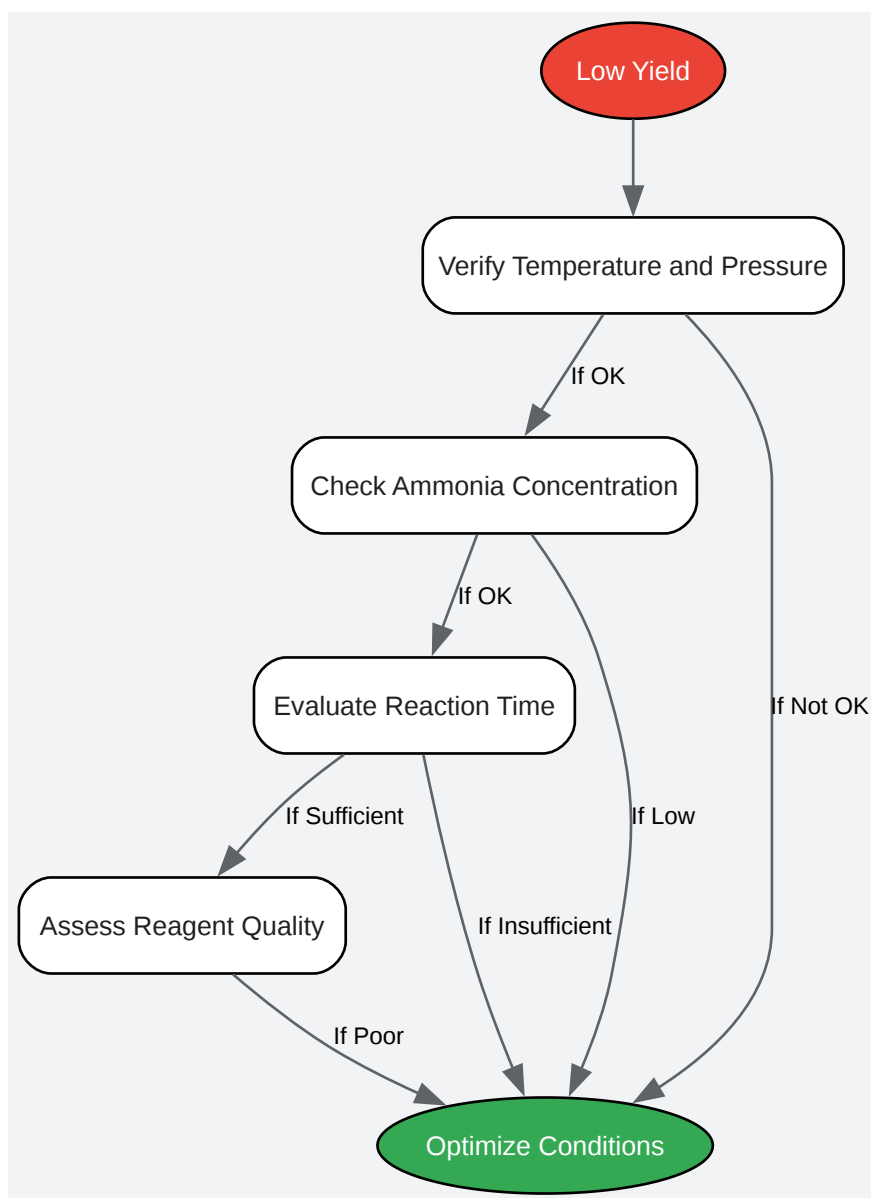 Low Yield
Verify Temperature and Pressure
If OK
Check Ammonia Concentration
If OK
Evaluate Reaction Time
If Not OK
If Sufficient
If Low
Assess Reagent Quality
If Insufficient
If Poor
Optimize Conditions